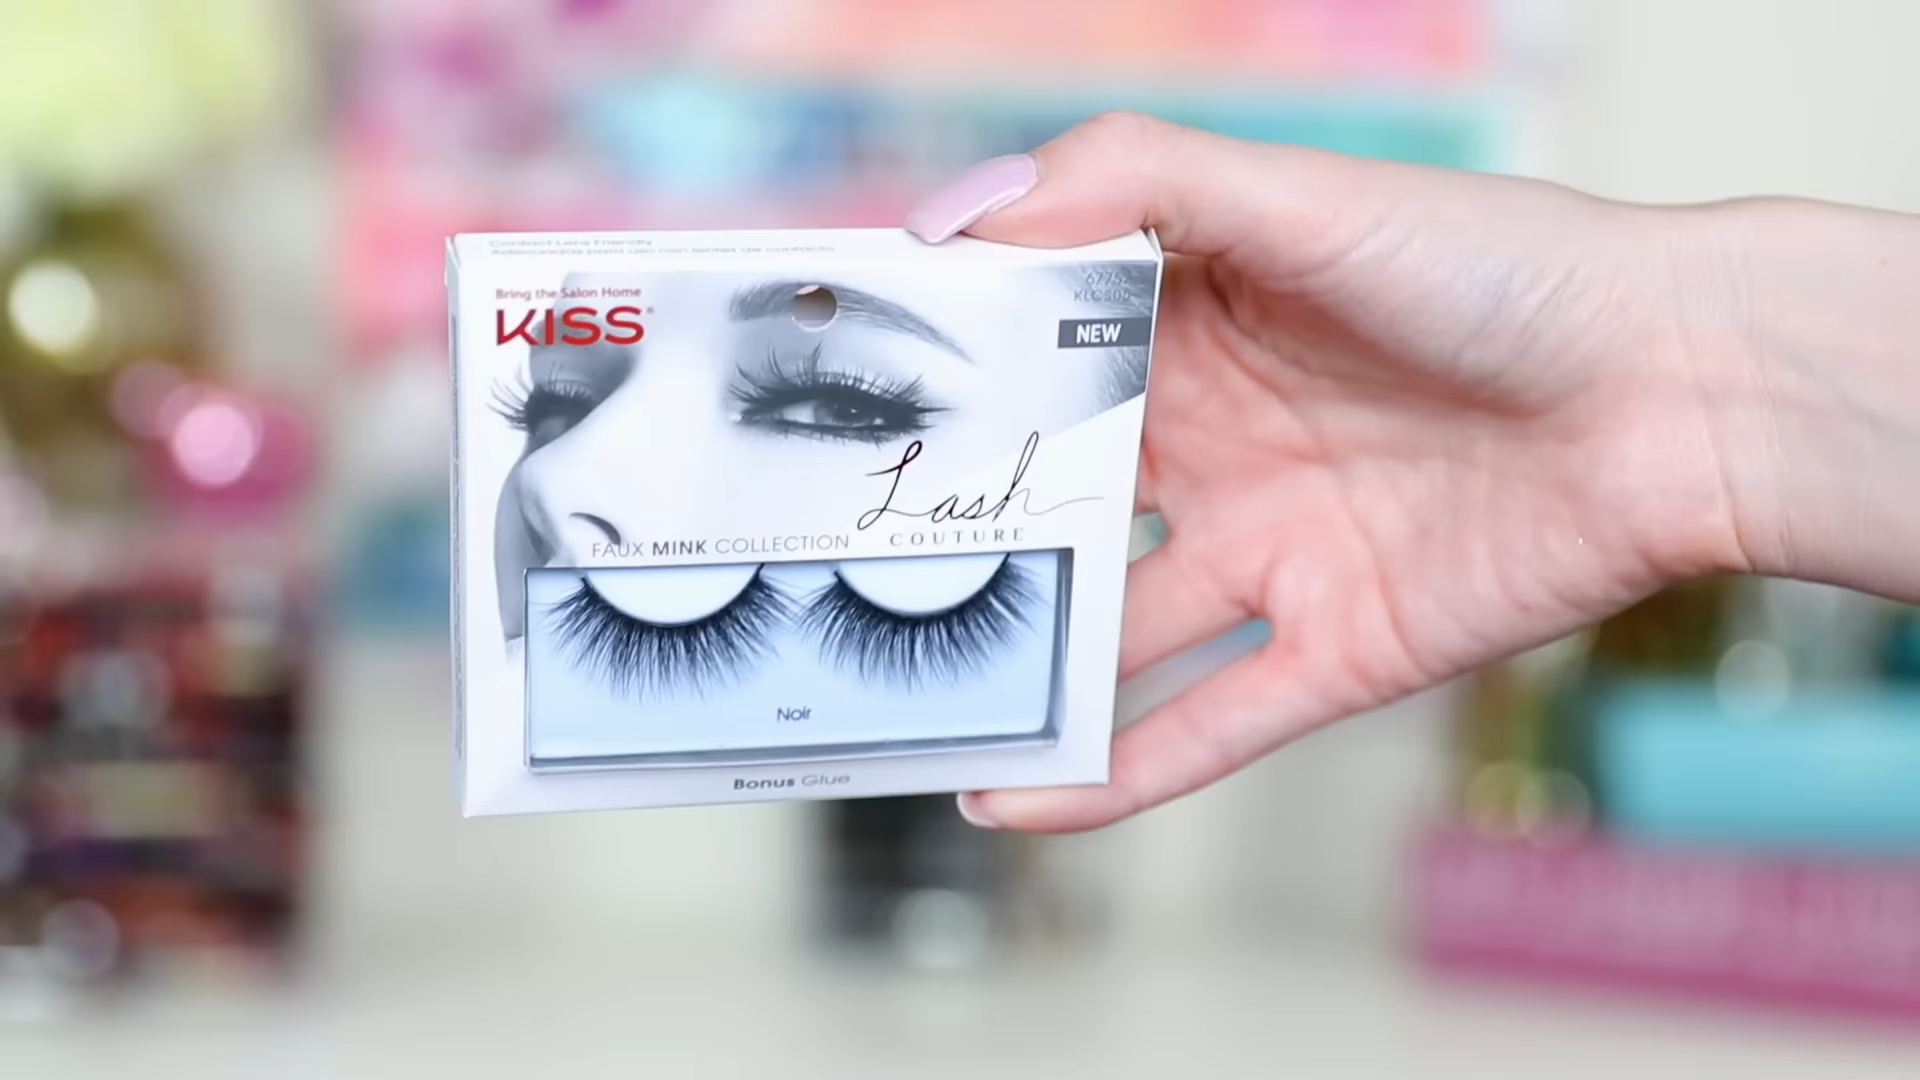 Contact Lens Friendly
Adecuadas para uso con lentes de contacto
Bring the Salon Home
KISS®
NEW
Lash
COUTURE
FAUX MINK COLLECTION
Noir
Bonus Glue